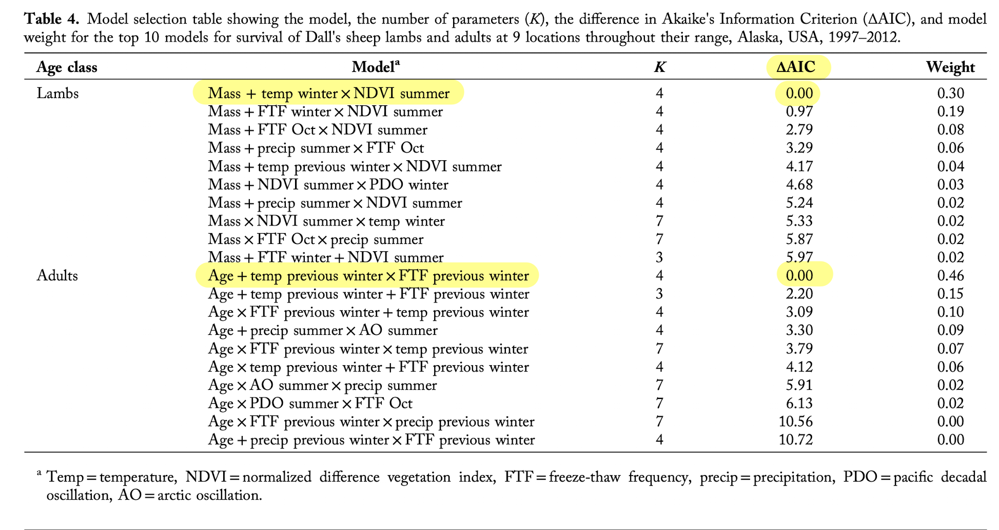 Table 4. Model selection table showing the model, the number of parameters (K), the difference in Akaike's Information Criterion (ΔAIC), and model
weight for the top 10 models for survival of Dall's sheep lambs and adults at 9 locations throughout their range, Alaska, USA, 1997–2012.
Age class Modelᵃ K ΔAIC Weight
Lambs Mass + temp winter × NDVI summer 4 0.00 0.30
Mass + FTF winter × NDVI summer 4 0.97 0.19
Mass + FTF Oct × NDVI summer 4 2.79 0.08
Mass + precip summer × FTF Oct 4 3.29 0.06
Mass + temp previous winter × NDVI summer 4 4.17 0.04
Mass + NDVI summer × PDO winter 4 4.68 0.03
Mass + precip summer × NDVI summer 4 5.24 0.02
Mass × NDVI summer × temp winter 7 5.33 0.02
Mass × FTF Oct × precip summer 7 5.87 0.02
Mass + FTF winter + NDVI summer 3 5.97 0.02
Adults Age + temp previous winter × FTF previous winter 4 0.00 0.46
Age + temp previous winter + FTF previous winter 3 2.20 0.15
Age × FTF previous winter + temp previous winter 4 3.09 0.10
Age + precip summer × AO summer 4 3.30 0.09
Age × FTF previous winter × temp previous winter 7 3.79 0.07
Age × temp previous winter + FTF previous winter 4 4.12 0.06
Age × AO summer × precip summer 7 5.91 0.02
Age × PDO summer × FTF Oct 7 6.13 0.02
Age × FTF previous winter × precip previous winter 7 10.56 0.00
Age + precip previous winter × FTF previous winter 4 10.72 0.00
ᵃ Temp = temperature, NDVI = normalized difference vegetation index, FTF = freeze-thaw frequency, precip = precipitation, PDO = pacific decadal
oscillation, AO = arctic oscillation.